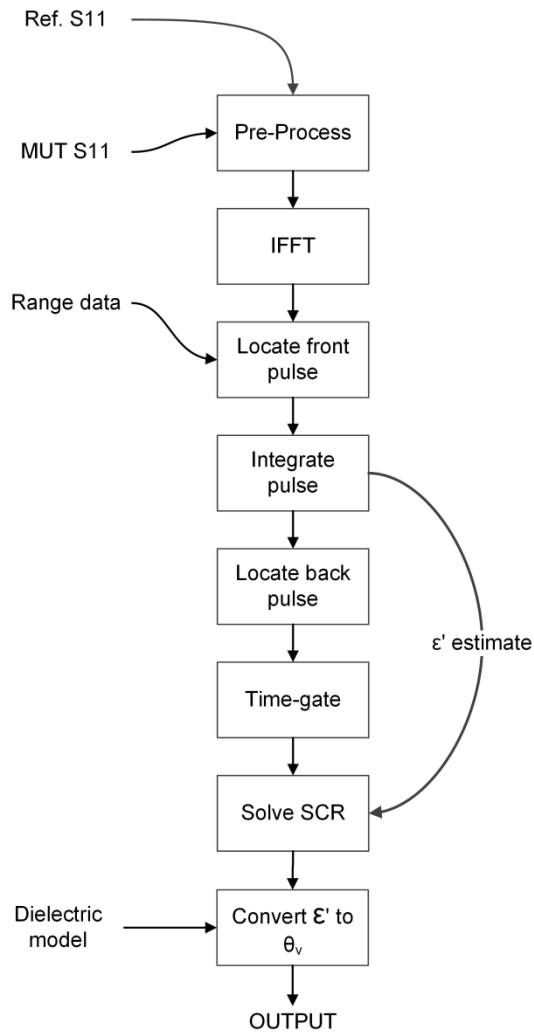 Ref. S11
Pre-Process
MUT S11
IFFT
Range data
Locate front
pulse
Integrate
pulse
Locate back
pulse
ε' estimate
Time-gate
Solve SCR
Dielectric
model
Convert ε' to
θᵥ
OUTPUT